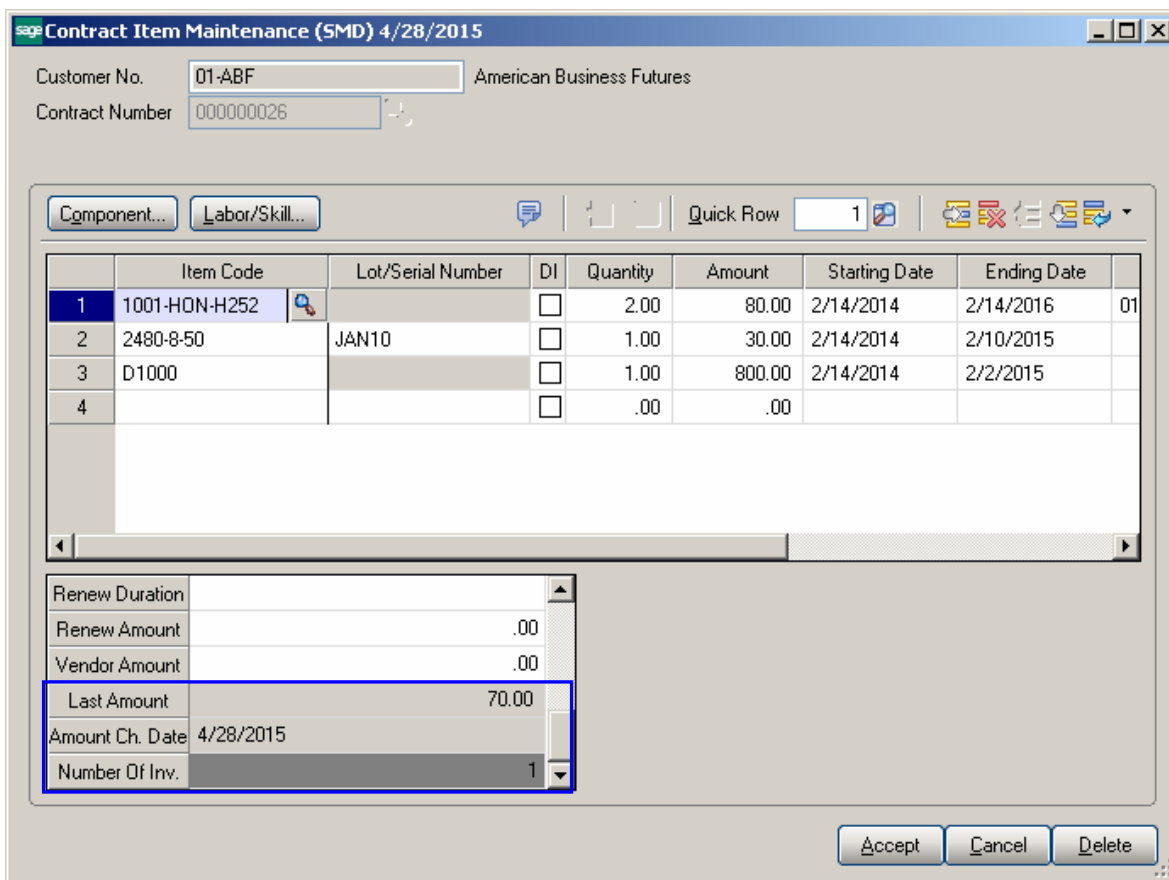 sage Contract Item Maintenance (SMD) 4/28/2015
Customer No. 01-ABF American Business Futures
Contract Number 000000026
Component... Labor/Skill... Quick Row 1
Item Code Lot/Serial Number DI Quantity Amount Starting Date Ending Date
1 1001-HON-H252 2.00 80.00 2/14/2014 2/14/2016 01
2 2480-8-50 JAN10 1.00 30.00 2/14/2014 2/10/2015
3 D1000 1.00 800.00 2/14/2014 2/2/2015
4 .00 .00
Renew Duration
Renew Amount .00
Vendor Amount .00
Last Amount 70.00
Amount Ch. Date 4/28/2015
Number Of Inv. 1
Accept Cancel Delete